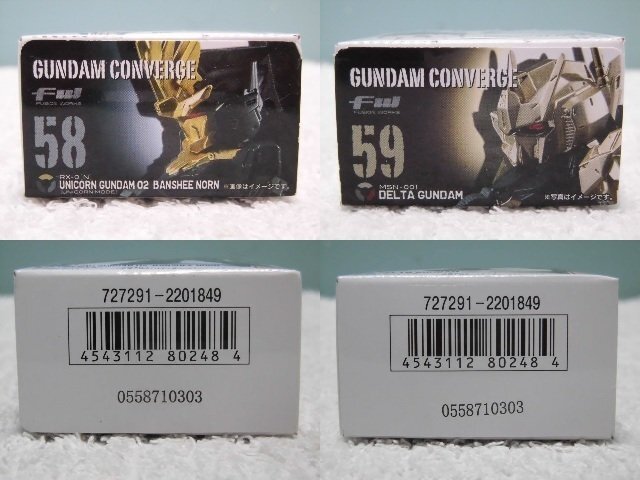 GUNDAM CONVERGE
FW
FUSION WORKS
58
RX-0 N
UNICORN GUNDAM 02 BANSHEE NORN
(UNICORN MODE)
※画像はイメージです。
GUNDAM CONVERGE
FW
FUSION WORKS
59
MSN-001
DELTA GUNDAM
※写真はイメージです。
727291-2201849
4543112 80248 4
0558710303
727291-2201849
4543112 80248 4
0558710303